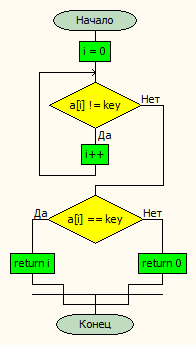 Начало
i = 0
a[i] != key
Нет
Да
i++
Да
a[i] == key
Нет
return i
return 0
Конец